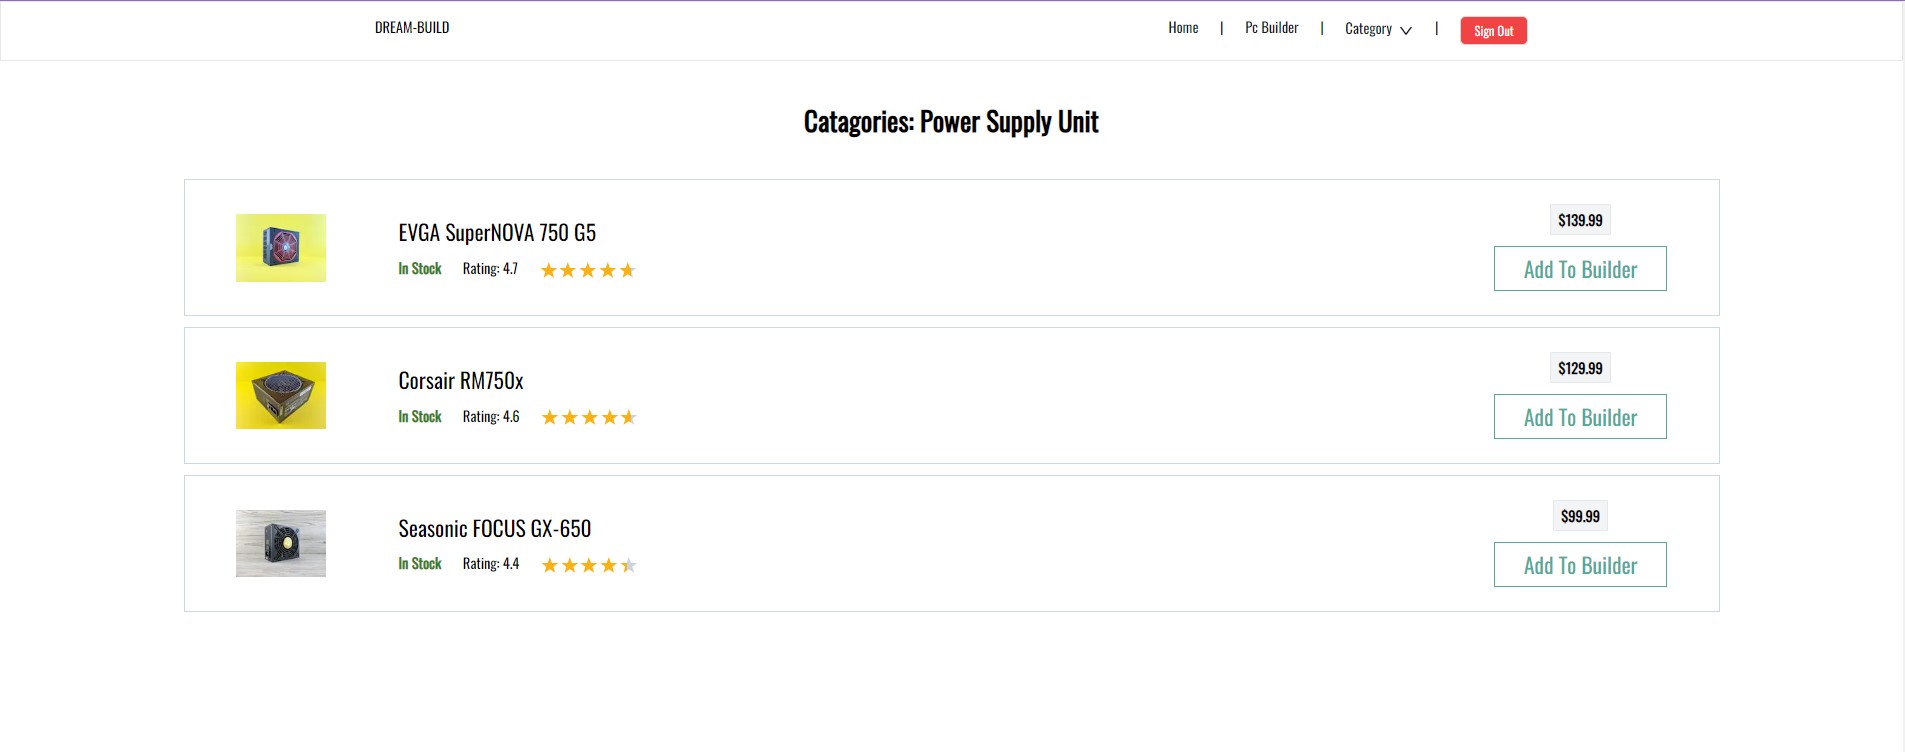 DREAM-BUILD Home | Pc Builder | Category | Sign Out
Catagories: Power Supply Unit
EVGA SuperNOVA 750 G5
In Stock Rating: 4.7
$139.99
Add To Builder
Corsair RM750x
In Stock Rating: 4.6
$129.99
Add To Builder
Seasonic FOCUS GX-650
In Stock Rating: 4.4
$99.99
Add To Builder